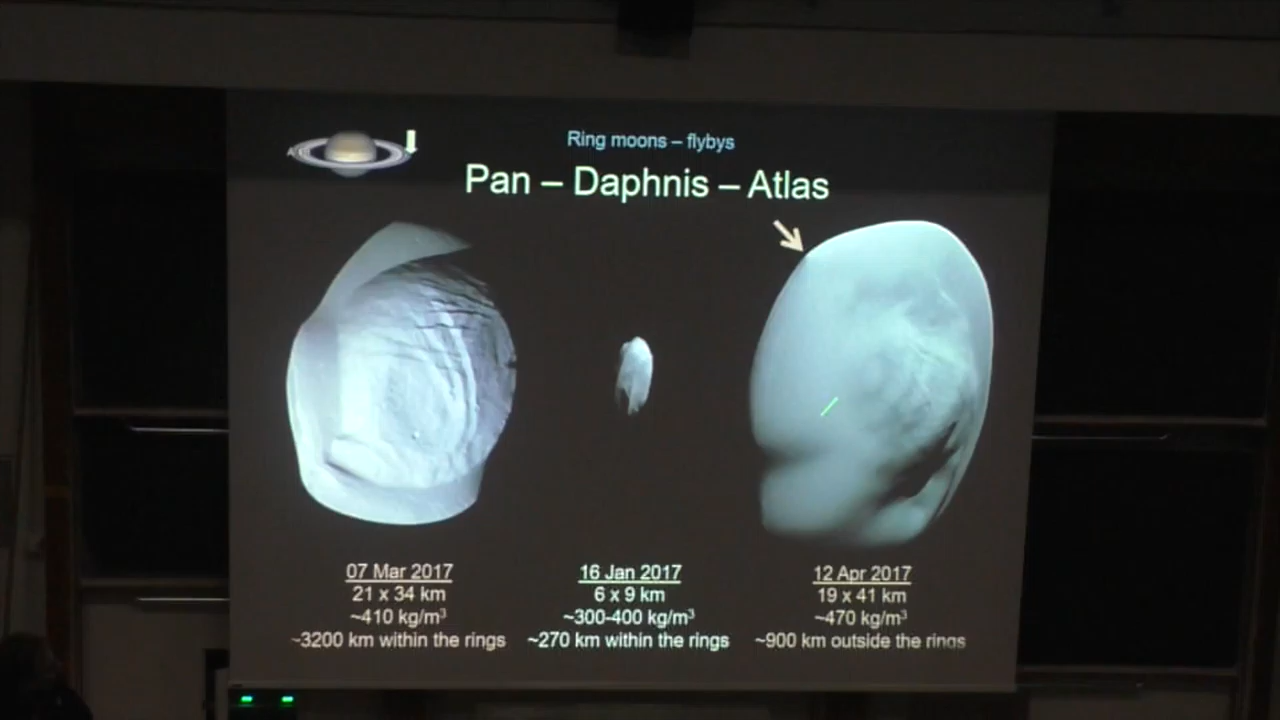 Ring moons – flybys
Pan – Daphnis – Atlas
A
07 Mar 2017
21 x 34 km
~410 kg/m³
~3200 km within the rings
16 Jan 2017
6 x 9 km
~300-400 kg/m³
~270 km within the rings
12 Apr 2017
19 x 41 km
~470 kg/m³
~900 km outside the rings